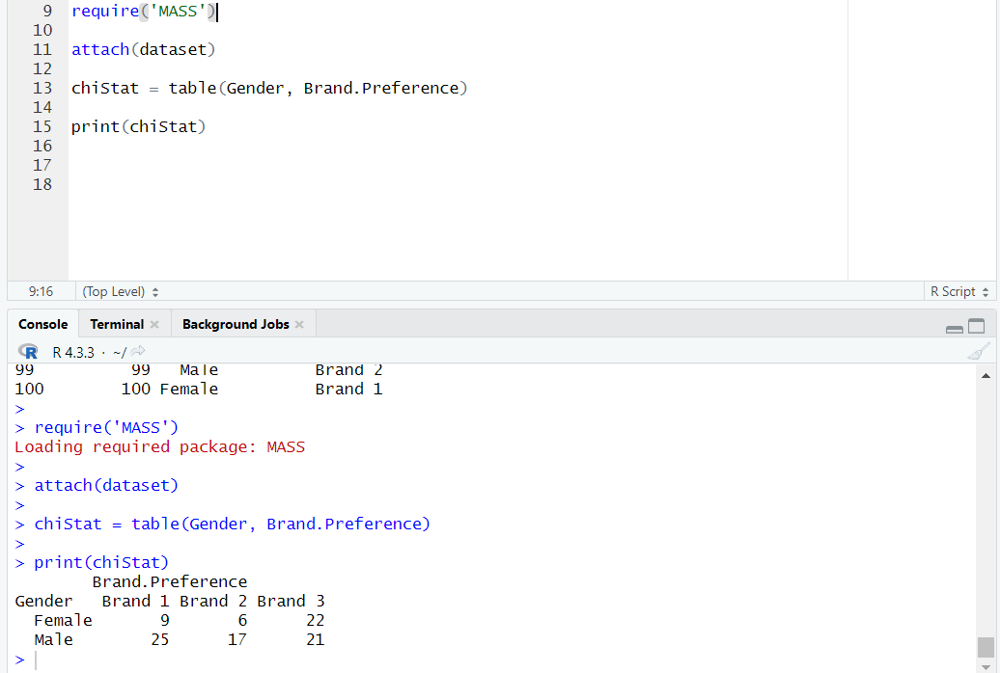 9 require('MASS')
10
11 attach(dataset)
12
13 chiStat = table(Gender, Brand.Preference)
14
15 print(chiStat)
16
17
18
9:16 (Top Level) R Script
Console Terminal Background Jobs
R R 4.3.3 · ~/
99 99 Male Brand 2
100 100 Female Brand 1
>
> require('MASS')
Loading required package: MASS
>
> attach(dataset)
>
> chiStat = table(Gender, Brand.Preference)
>
> print(chiStat)
Brand.Preference
Gender Brand 1 Brand 2 Brand 3
Female 9 6 22
Male 25 17 21
>